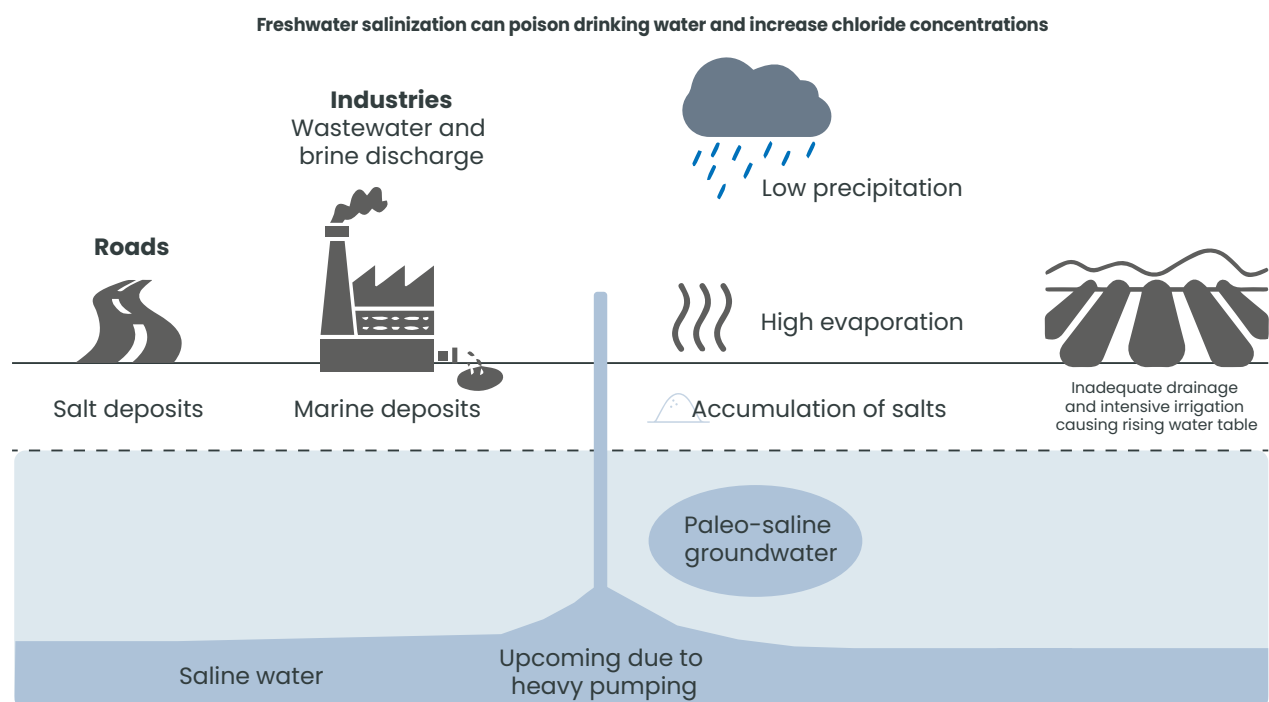 Freshwater salinization can poison drinking water and increase chloride concentrations
Industries
Wastewater and
brine discharge
Low precipitation
Roads
High evaporation
Salt deposits
Marine deposits
Accumulation of salts
Inadequate drainage
and intensive irrigation
causing rising water table
Paleo-saline
groundwater
Saline water
Upcoming due to
heavy pumping